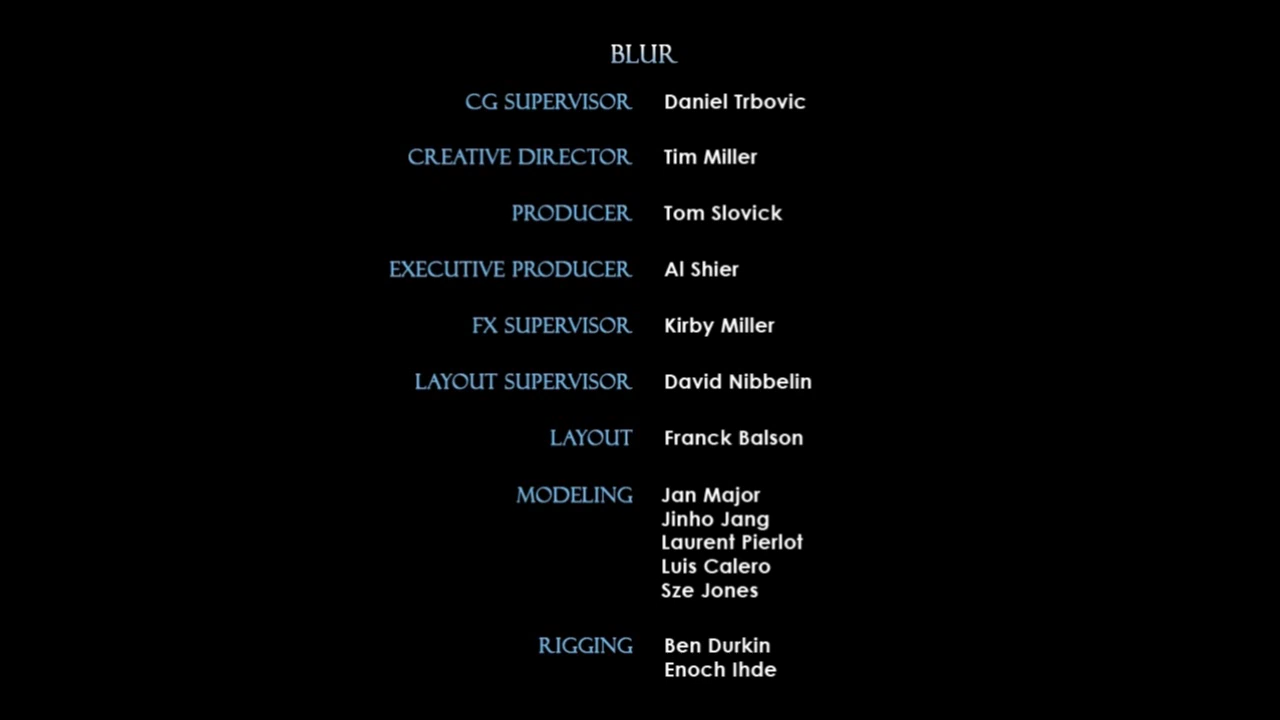 BLUR
CG SUPERVISOR Daniel Trbovic
CREATIVE DIRECTOR Tim Miller
PRODUCER Tom Slovick
EXECUTIVE PRODUCER Al Shier
FX SUPERVISOR Kirby Miller
LAYOUT SUPERVISOR David Nibbelin
LAYOUT Franck Balson
MODELING Jan Major
Jinho Jang
Laurent Pierlot
Luis Calero
Sze Jones
RIGGING Ben Durkin
Enoch Ihde